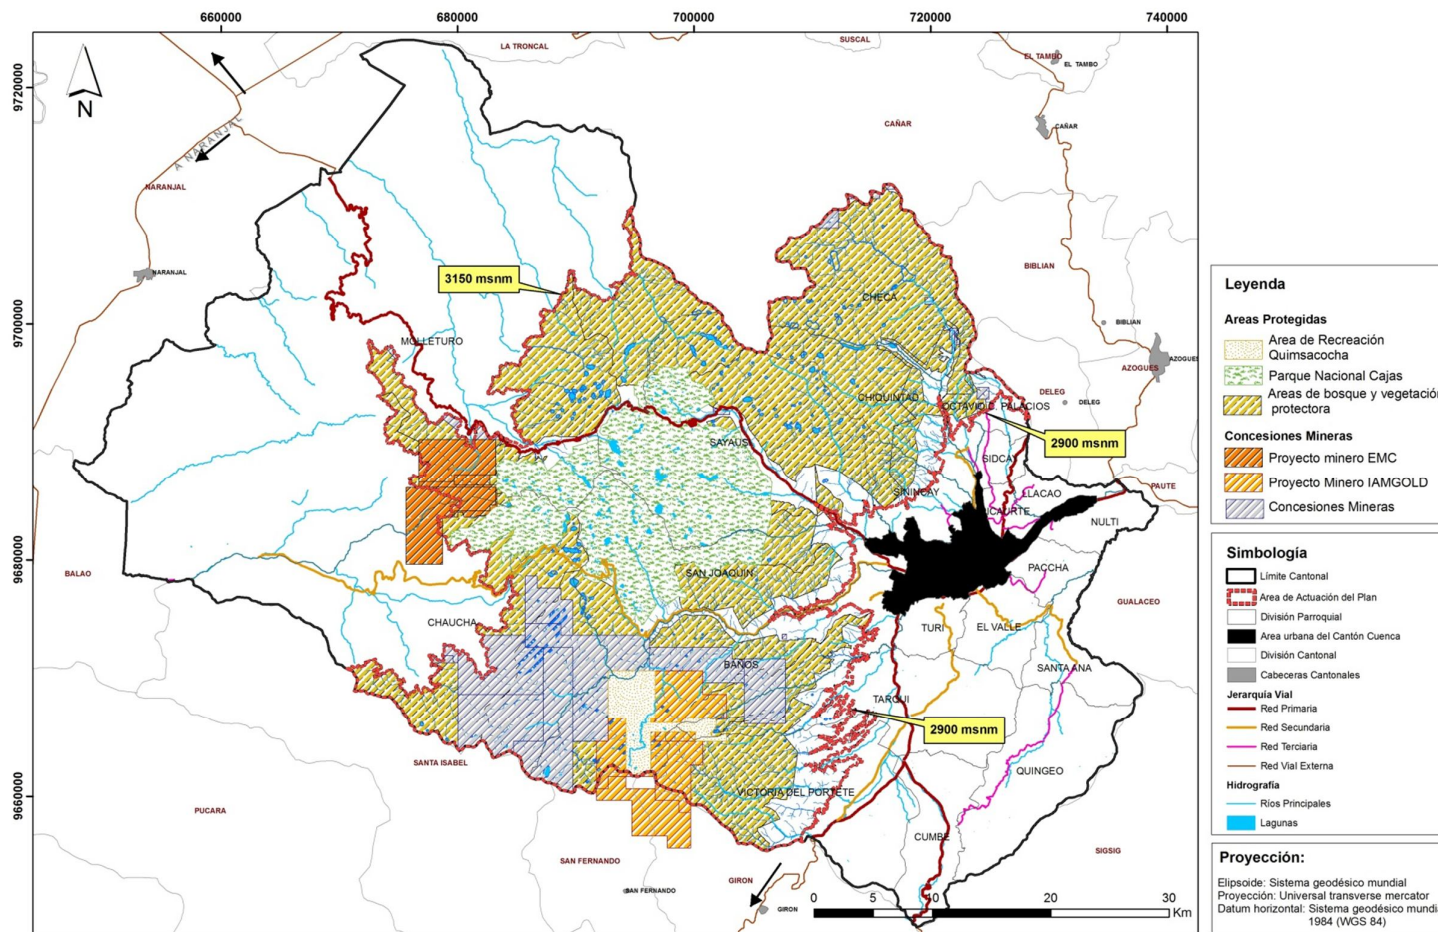 660000
680000
700000
720000
740000
9720000
9700000
9680000
9660000
N
LA TRONCAL
SUSCAL
EL TAMBO
EL TAMBO
CAÑAR
CAÑAR
A NARANJAL
NARANJAL
NARANJAL
BIBLIAN
BIBLIAN
AZOGUES
AZOGUES
DELEG
DELEG
3150 msnm
MOLLETURO
CHECA
CHIQUINTAD
OCTAVIO C. PALACIOS
2900 msnm
SAYAUSI
SIDCAY
SININCAY
LLACAO
RICAURTE
NULTI
PAUTE
PACCHA
SAN JOAQUIN
BALAO
GUALACEO
CHAUCHA
TURI
EL VALLE
BAÑOS
SANTA ANA
TARQUI
2900 msnm
SANTA ISABEL
QUINGEO
VICTORIA DEL PORTETE
PUCARA
CUMBE
SIGSIG
SAN FERNANDO
SAN FERNANDO
GIRON
GIRON
0 5 10 20 30
Km
Leyenda
Areas Protegidas
Area de Recreación
Quimsacocha
Parque Nacional Cajas
Areas de bosque y vegetación
protectora
Concesiones Mineras
Proyecto minero EMC
Proyecto Minero IAMGOLD
Concesiones Mineras
Simbología
Límite Cantonal
Area de Actuación del Plan
División Parroquial
Area urbana del Cantón Cuenca
División Cantonal
Cabeceras Cantonales
Jerarquía Vial
Red Primaria
Red Secundaria
Red Terciaria
Red Vial Externa
Hidrografía
Ríos Principales
Lagunas
Proyección:
Elipsoide: Sistema geodésico mundial
Proyección: Universal transverse mercator
Datum horizontal: Sistema geodésico mundi
1984 (WGS 84)